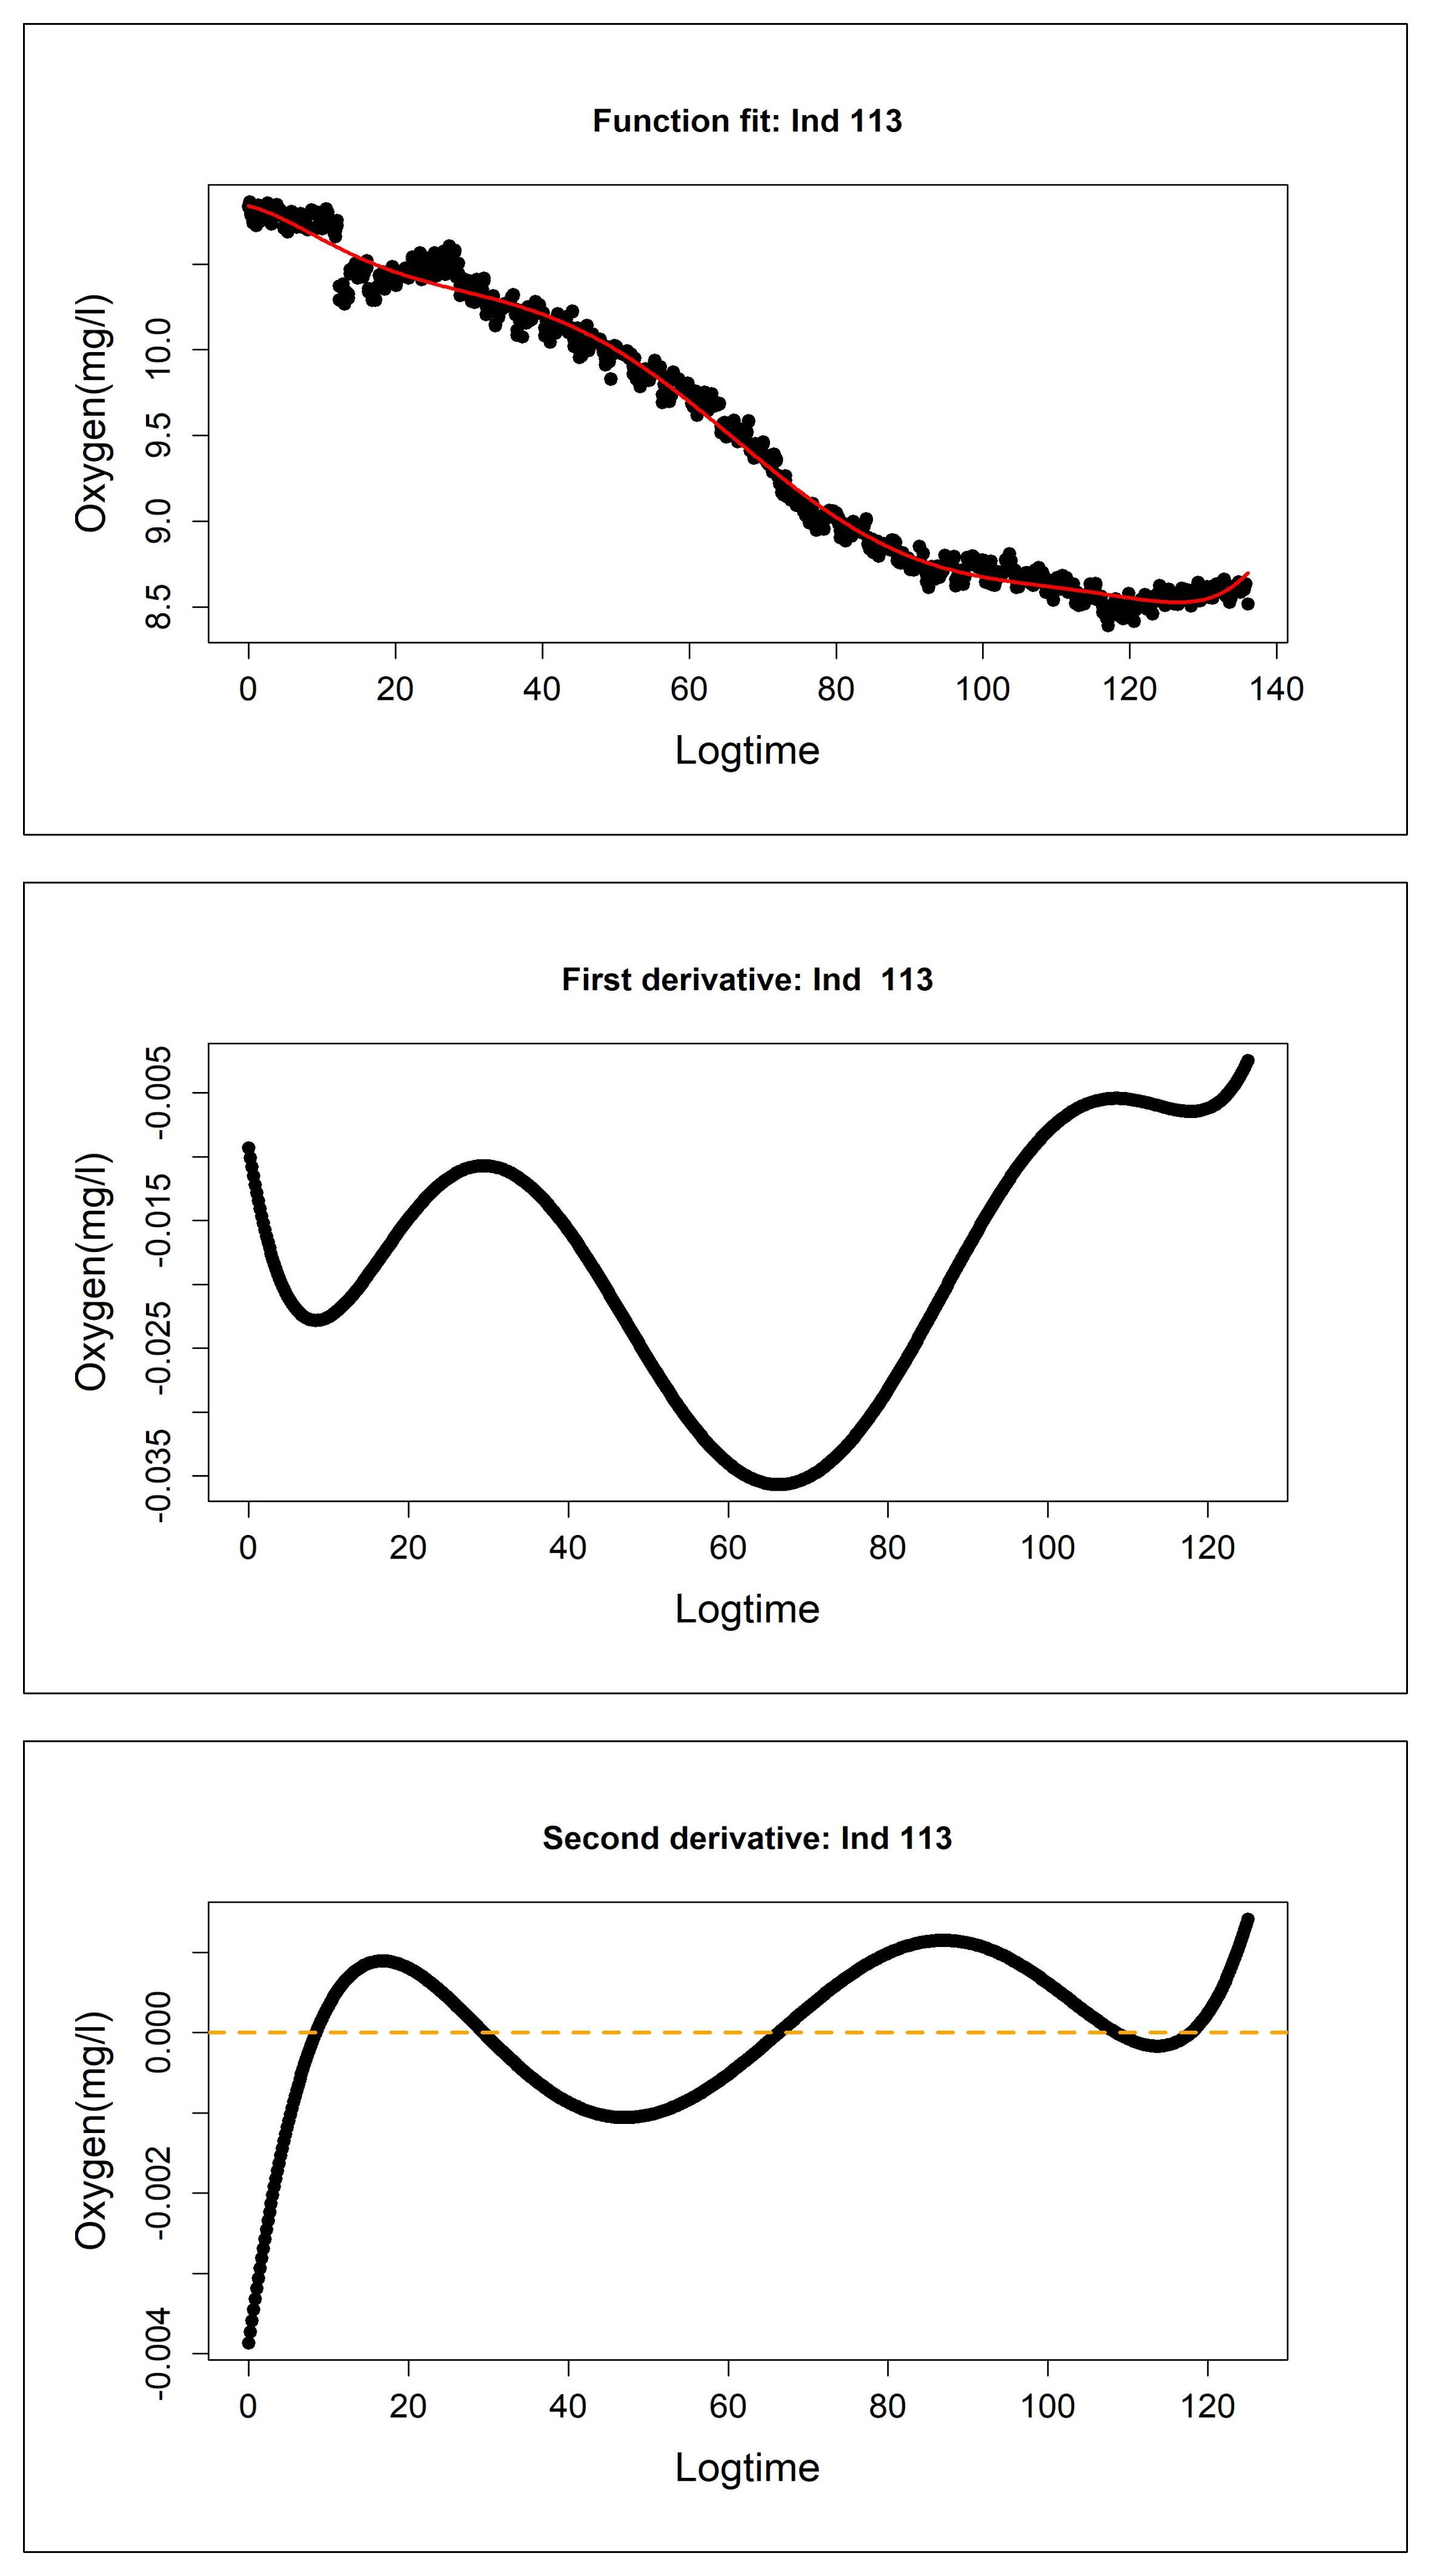 Function fit: Ind 113
Oxygen(mg/l)
10.0
9.5
9.0
8.5
0 20 40 60 80 100 120 140
Logtime
First derivative: Ind  113
Oxygen(mg/l)
-0.005
-0.015
-0.025
-0.035
0 20 40 60 80 100 120
Logtime
Second derivative: Ind 113
Oxygen(mg/l)
0.000
-0.002
-0.004
0 20 40 60 80 100 120
Logtime